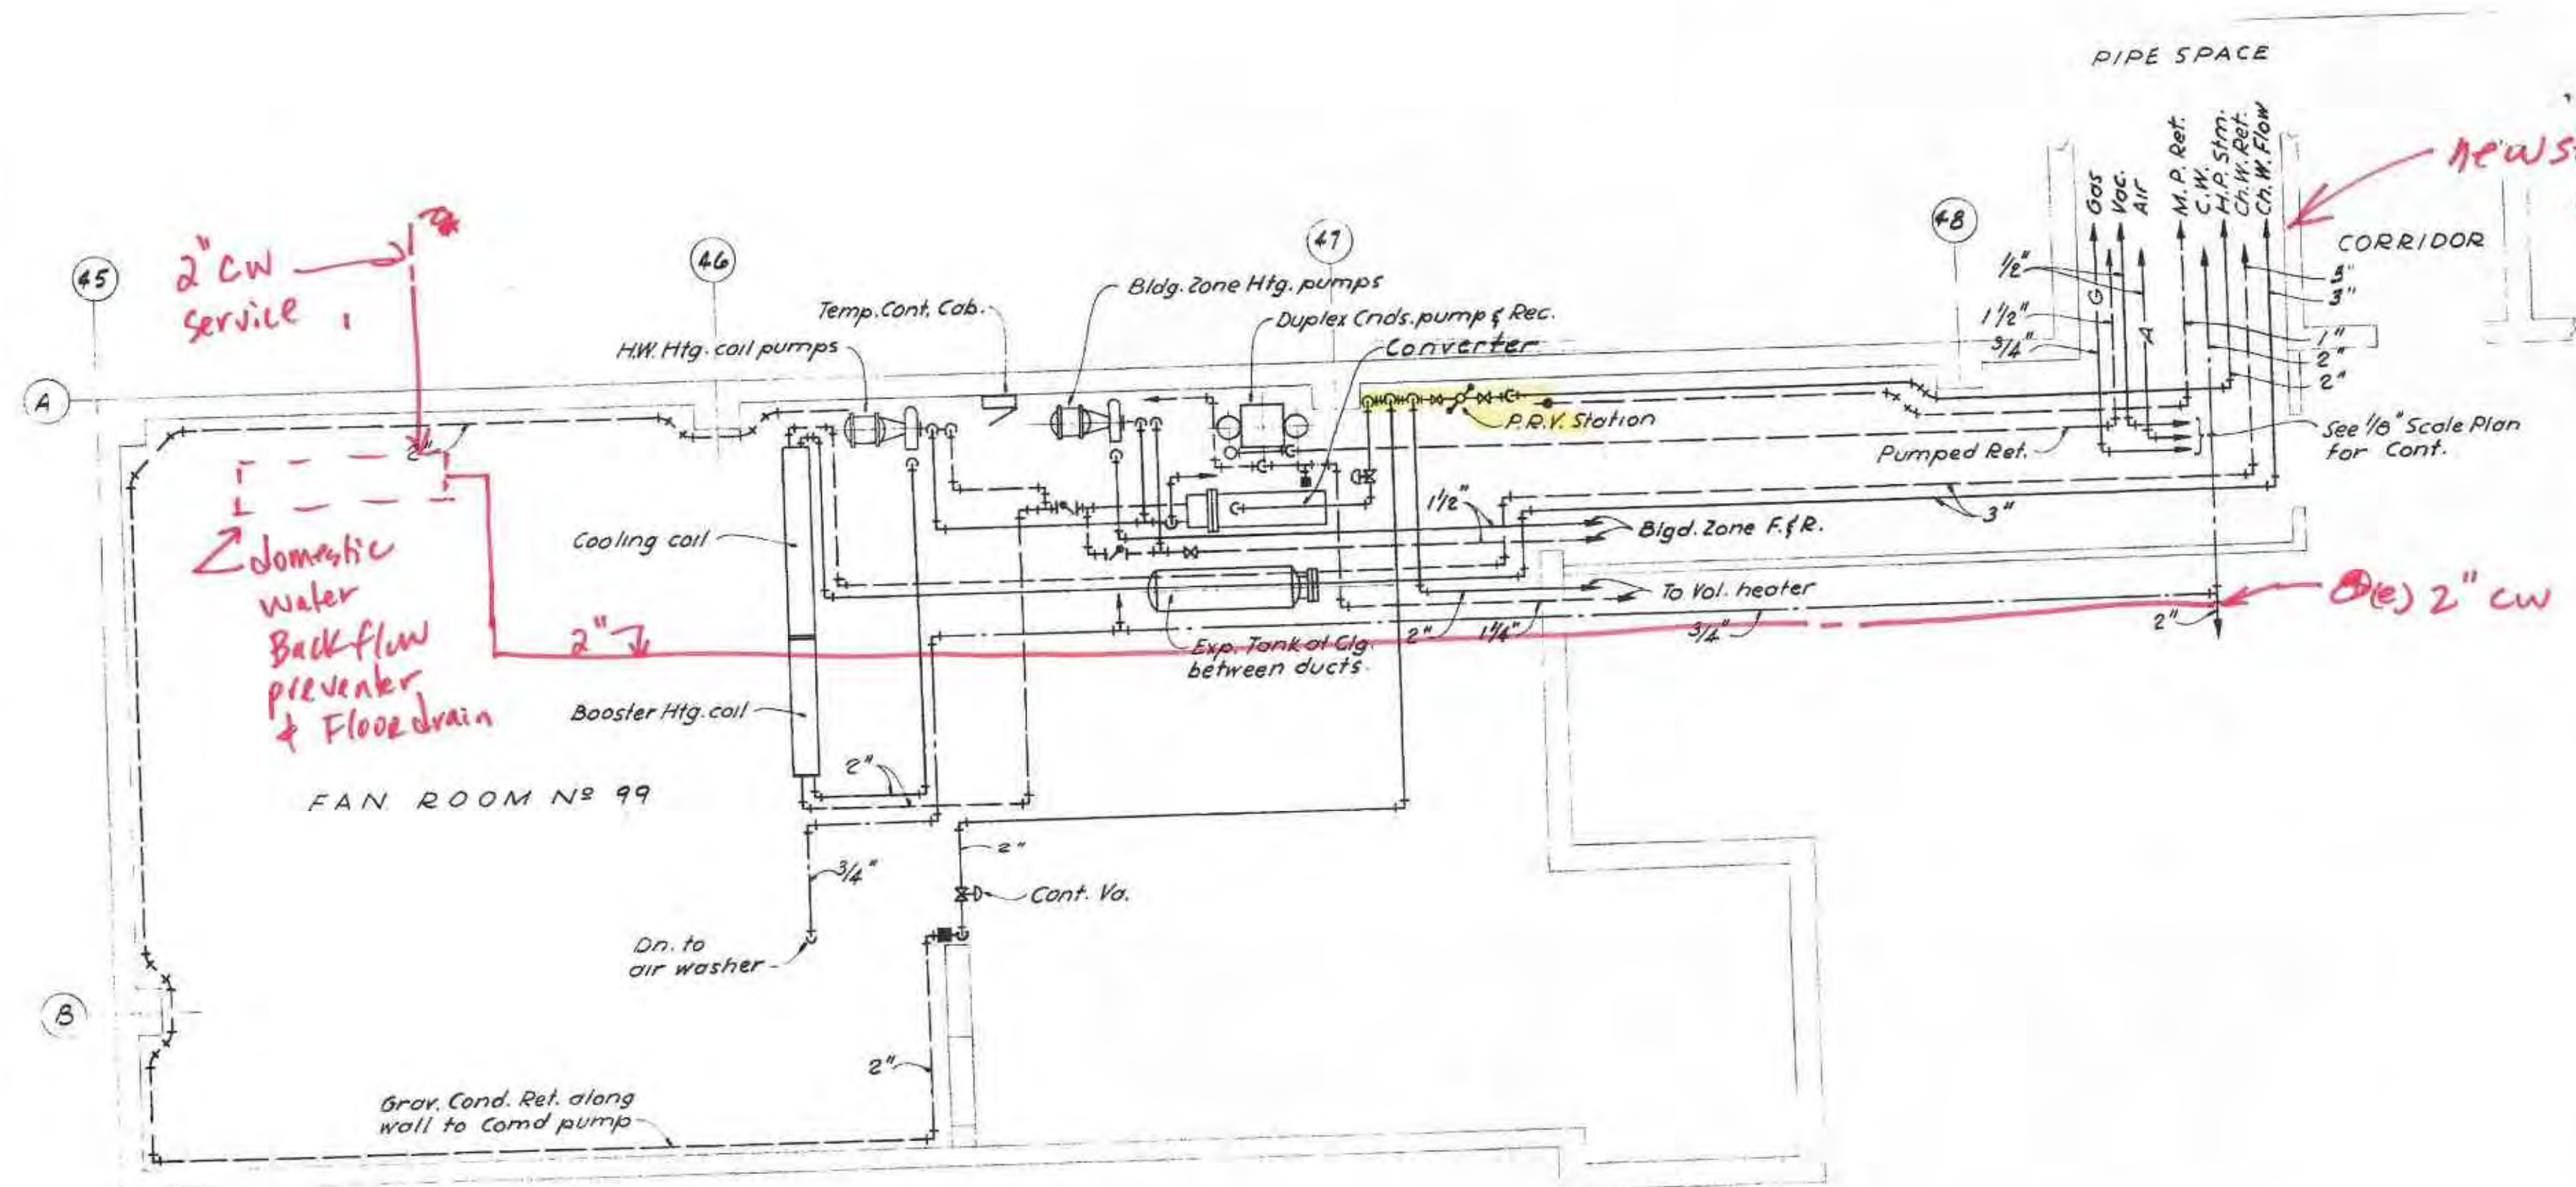 PIPE SPACE
Gas
Vac.
Air
M.P. Ret.
C.W.
H.P. Stm.
Ch.W. Ret.
Ch.W. Flow
CORRIDOR
45
46
47
48
A
B
2" CW
service
Temp. Cont. Cab.
Bldg. Zone Htg. pumps
H.W. Htg. coil pumps
Duplex Cnds. pump & Rec.
Converter
P.R.V. Station
1/2"
1 1/2"
3/4"
G
A
3"
1"
2"
2"
See 1/8" Scale Plan
for Cont.
Pumped Ret.
3"
1 1/2"
Blgd. Zone F. & R.
To Vol. heater
2"
1 1/4"
3/4"
2"
(e) 2" CW
2"
domestic
water
Backflow
preventer
& Floor drain
2"
Cooling coil
Exp. Tank at Clg.
between ducts.
Booster Htg. coil
FAN ROOM Nº 99
2"
2"
3/4"
Cont. Va.
Dn. to
air washer
2"
Grav. Cond. Ret. along
wall to Comd pump